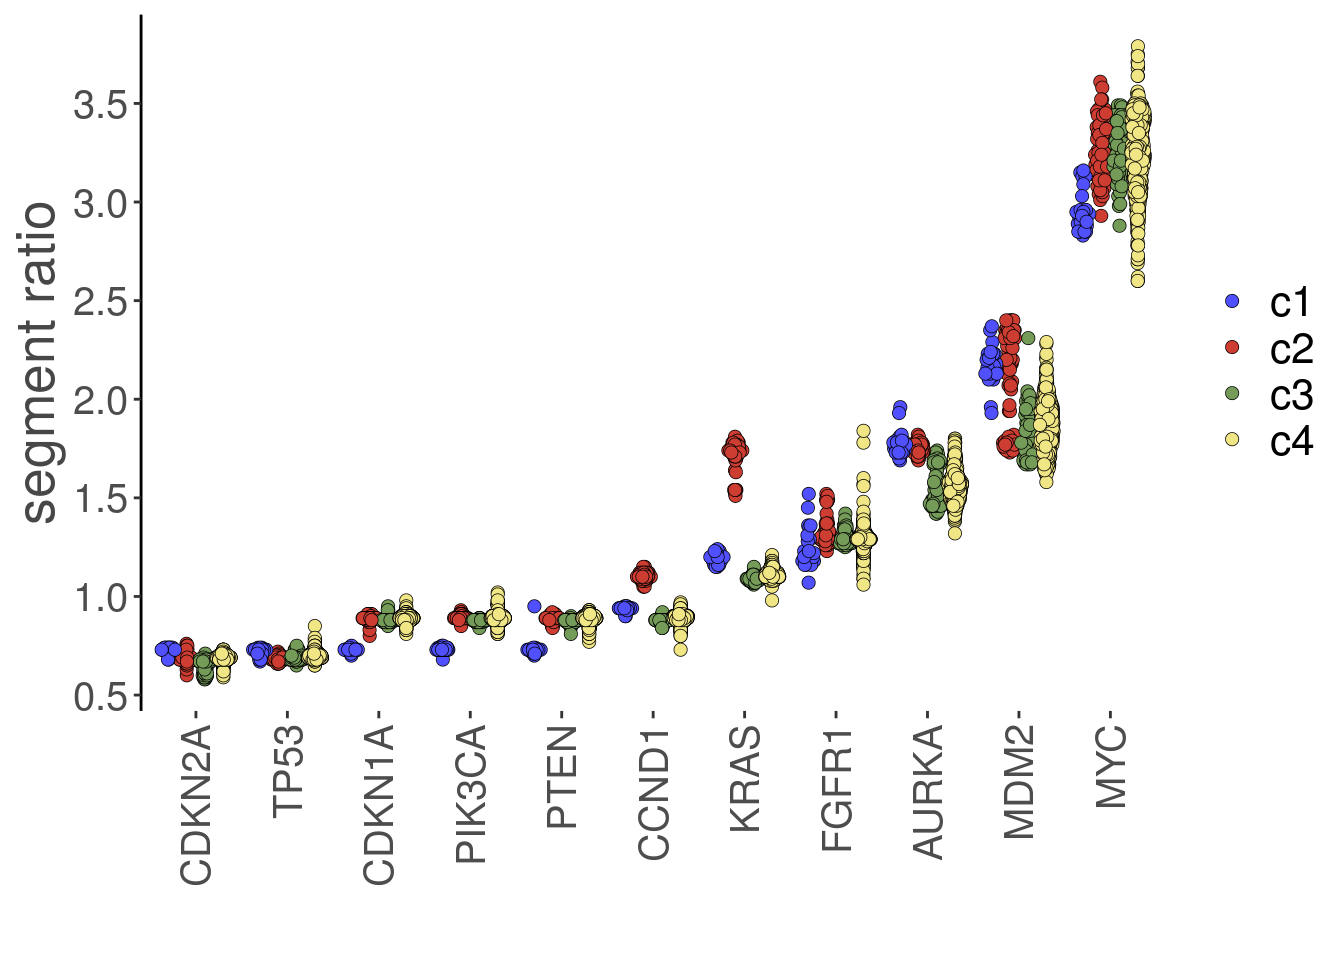 segment ratio
3.5
3.0
2.5
2.0
1.5
1.0
0.5
CDKN2A
TP53
CDKN1A
PIK3CA
PTEN
CCND1
KRAS
FGFR1
AURKA
MDM2
MYC
c1
c2
c3
c4